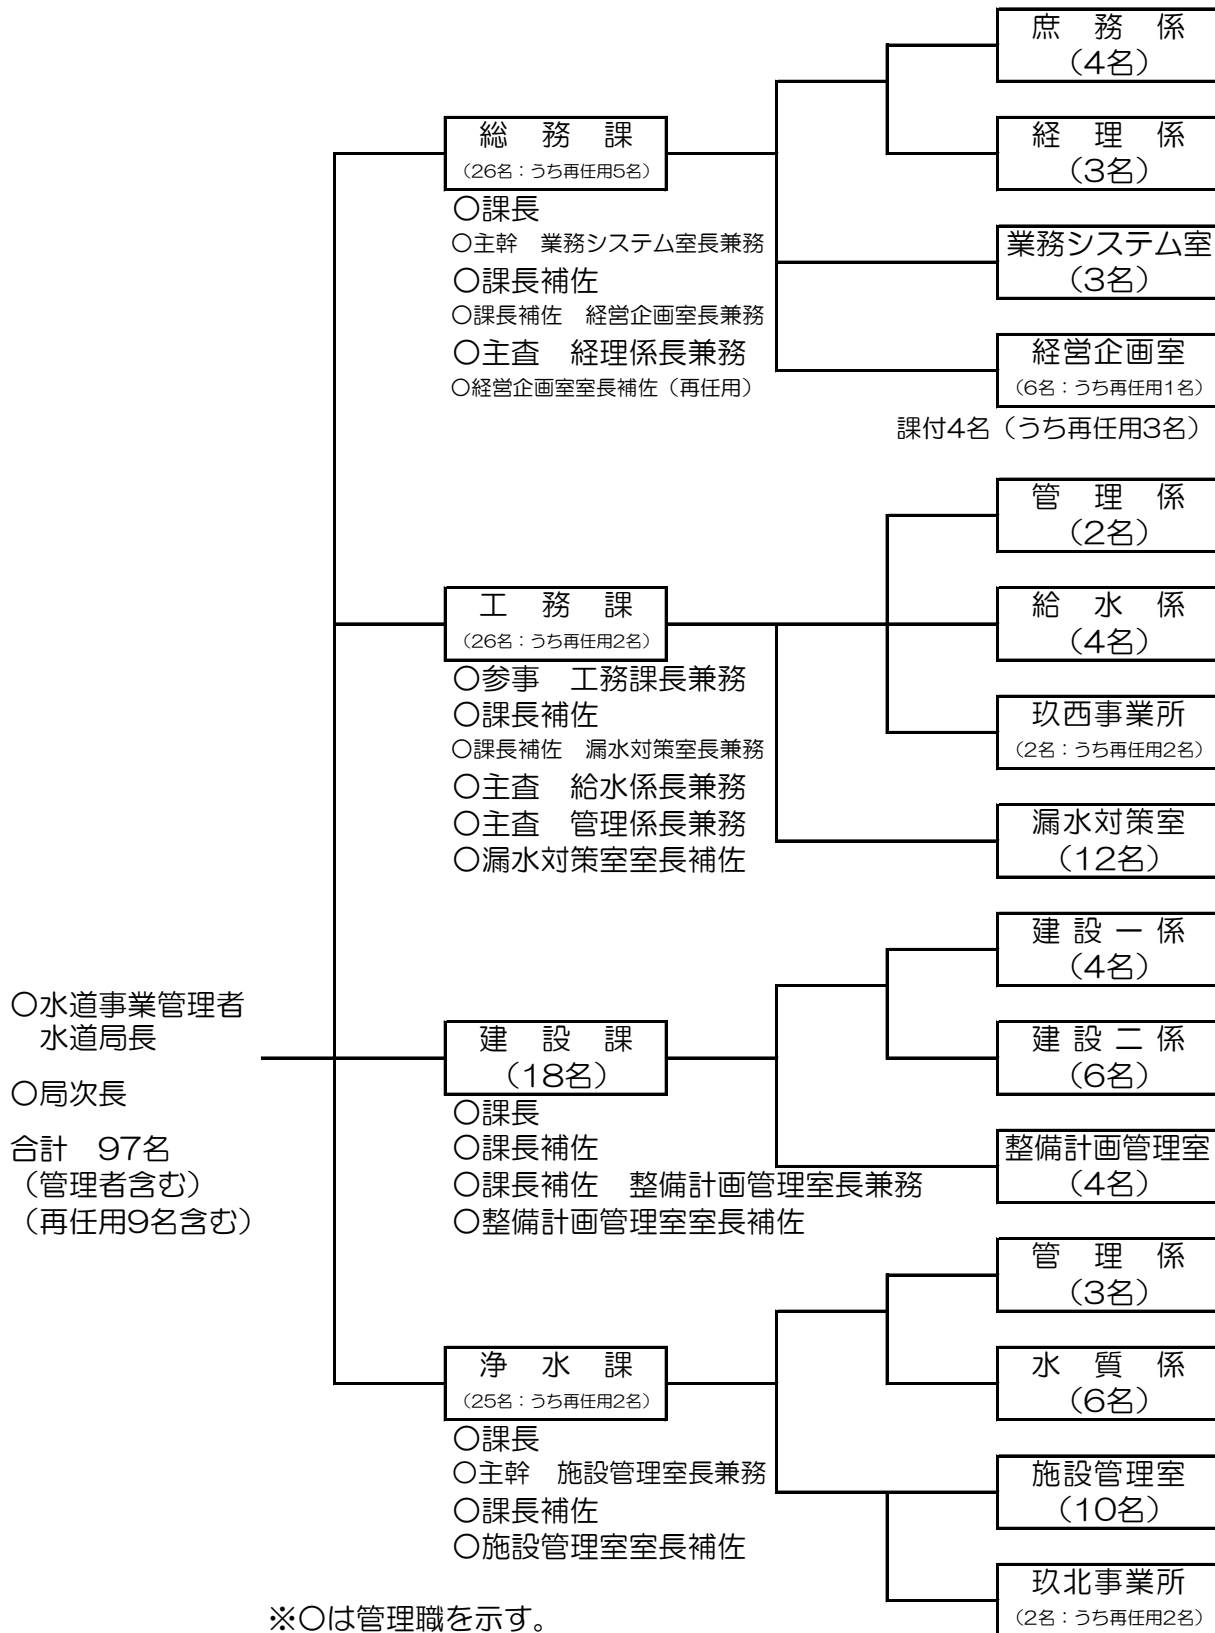 庶　務　係
（4名）
総　務　課
（26名：うち再任用5名）
経　理　係
（3名）
○課長
○主幹　業務システム室長兼務
○課長補佐
○課長補佐　経営企画室長兼務
○主査　経理係長兼務
○経営企画室室長補佐（再任用）
業務システム室
（3名）
経営企画室
（6名：うち再任用1名）
課付4名（うち再任用3名）
管　理　係
（2名）
工　務　課
（26名：うち再任用2名）
給　水　係
（4名）
○参事　工務課長兼務
○課長補佐
○課長補佐　漏水対策室長兼務
○主査　給水係長兼務
○主査　管理係長兼務
○漏水対策室室長補佐
玖西事業所
（2名：うち再任用2名）
漏水対策室
（12名）
建 設 一 係
（4名）
○水道事業管理者
水道局長
○局次長
合計　97名
（管理者含む）
（再任用9名含む）
建　設　課
（18名）
建 設 二 係
（6名）
○課長
○課長補佐
○課長補佐　整備計画管理室長兼務
○整備計画管理室室長補佐
整備計画管理室
（4名）
管　理　係
（3名）
浄　水　課
（25名：うち再任用2名）
水　質　係
（6名）
○課長
○主幹　施設管理室長兼務
○課長補佐
○施設管理室室長補佐
施設管理室
（10名）
玖北事業所
（2名：うち再任用2名）
※○は管理職を示す。